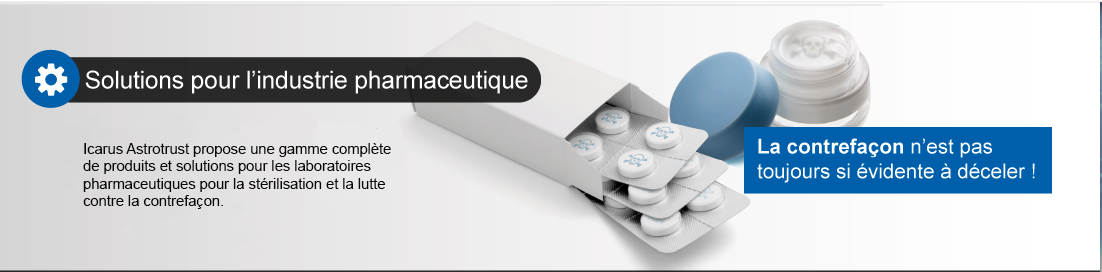 Solutions pour l’industrie pharmaceutique
Icarus Astrotrust propose une gamme complète
de produits et solutions pour les laboratoires
pharmaceutiques pour la stérilisation et la lutte
contre la contrefaçon.
La contrefaçon n’est pas
toujours si évidente à déceler !